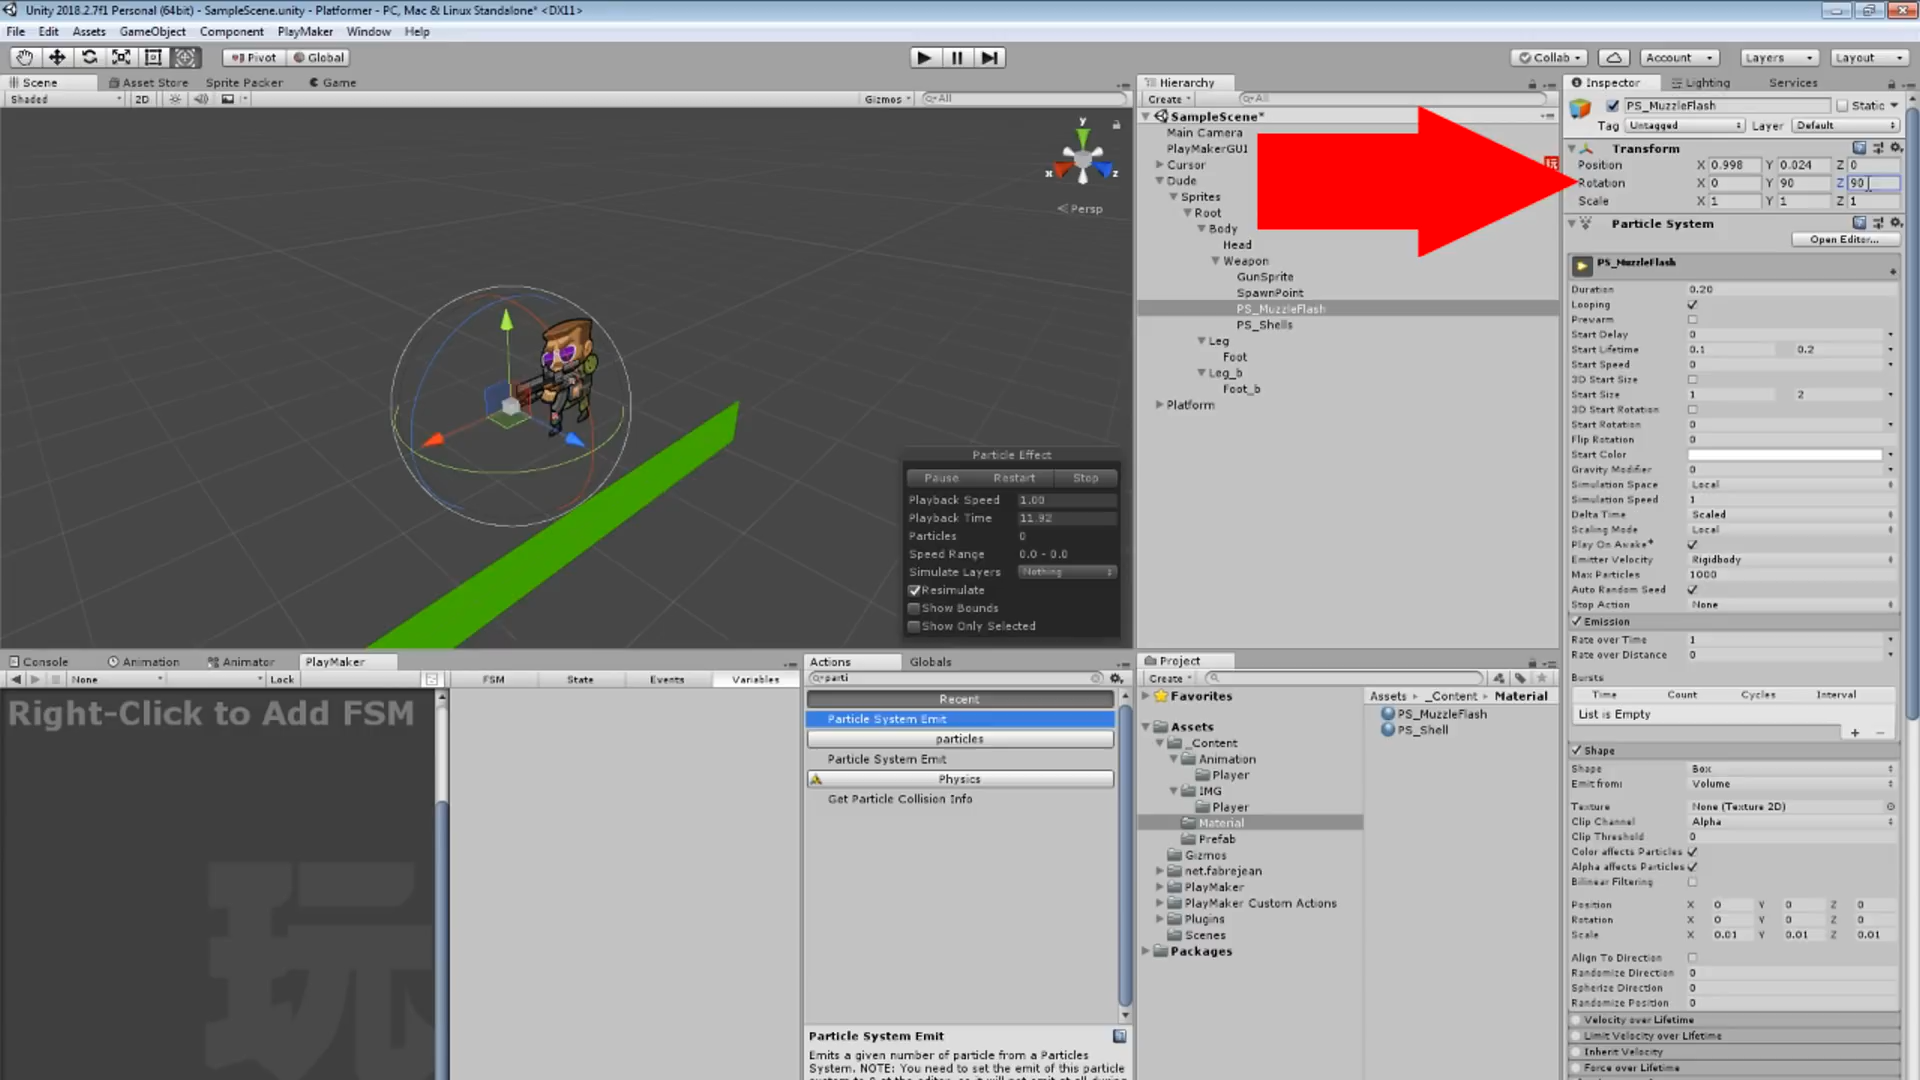 Unity 2018.2.7f1 Personal (64bit) - SampleScene.unity - Platformer - PC, Mac & Linux Standalone* <DX11>
File Edit Assets GameObject Component PlayMaker Window Help
Pivot Global Collab Account Layers Layout
Scene Asset Store Sprite Packer Game
Shaded 2D Gizmos All
y
x z
Persp
Particle Effect
Pause Restart Stop
Playback Speed 1.00
Playback Time 11.92
Particles 0
Speed Range 0.0 - 0.0
Simulate Layers Nothing
Resimulate
Show Bounds
Show Only Selected
Hierarchy
Create All
SampleScene*
Main Camera
PlayMakerGUI
Cursor
Dude
Sprites
Root
Body
Head
Weapon
GunSprite
SpawnPoint
PS_MuzzleFlash
PS_Shells
Leg
Foot
Leg_b
Foot_b
Platform
Inspector Lighting Services
PS_MuzzleFlash Static
Tag Untagged Layer Default
Transform
Position X 0.998 Y 0.024 Z 0
Rotation X 0 Y 90 Z 90
Scale X 1 Y 1 Z 1
Particle System
Open Editor...
PS_MuzzleFlash
Duration 0.20
Looping
Prewarm
Start Delay 0
Start Lifetime 0.1 0.2
Start Speed 0
3D Start Size
Start Size 1 2
3D Start Rotation
Start Rotation 0
Flip Rotation 0
Start Color
Gravity Modifier 0
Simulation Space Local
Simulation Speed 1
Delta Time Scaled
Scaling Mode Local
Play On Awake*
Emitter Velocity Rigidbody
Max Particles 1000
Auto Random Seed
Stop Action None
Emission
Rate over Time 1
Rate over Distance 0
Bursts
Time Count Cycles Interval
List is Empty
Shape
Shape Box
Emit from: Volume
Texture None (Texture 2D)
Clip Channel Alpha
Clip Threshold 0
Color affects Particles
Alpha affects Particles
Bilinear Filtering
Position X 0 Y 0 Z 0
Rotation X 0 Y 0 Z 0
Scale X 0.01 Y 0.01 Z 0.01
Align To Direction
Randomize Direction 0
Spherize Direction 0
Randomize Position 0
Velocity over Lifetime
Limit Velocity over Lifetime
Inherit Velocity
Force over Lifetime
Console Animation Animator PlayMaker
None Lock FSM State Events Variables
Right-Click to Add FSM
玩
Actions Globals
parti
Recent
Particle System Emit
particles
Particle System Emit
Physics
Get Particle Collision Info
Particle System Emit
Emits a given number of particle from a Particles
System. NOTE: You need to set the emit of this particle
Project
Create
Favorites
Assets
_Content
Animation
Player
IMG
Player
Material
Prefab
Gizmos
net.fabrejean
PlayMaker
PlayMaker Custom Actions
Plugins
Scenes
Packages
Assets _Content Material
PS_MuzzleFlash
PS_Shell